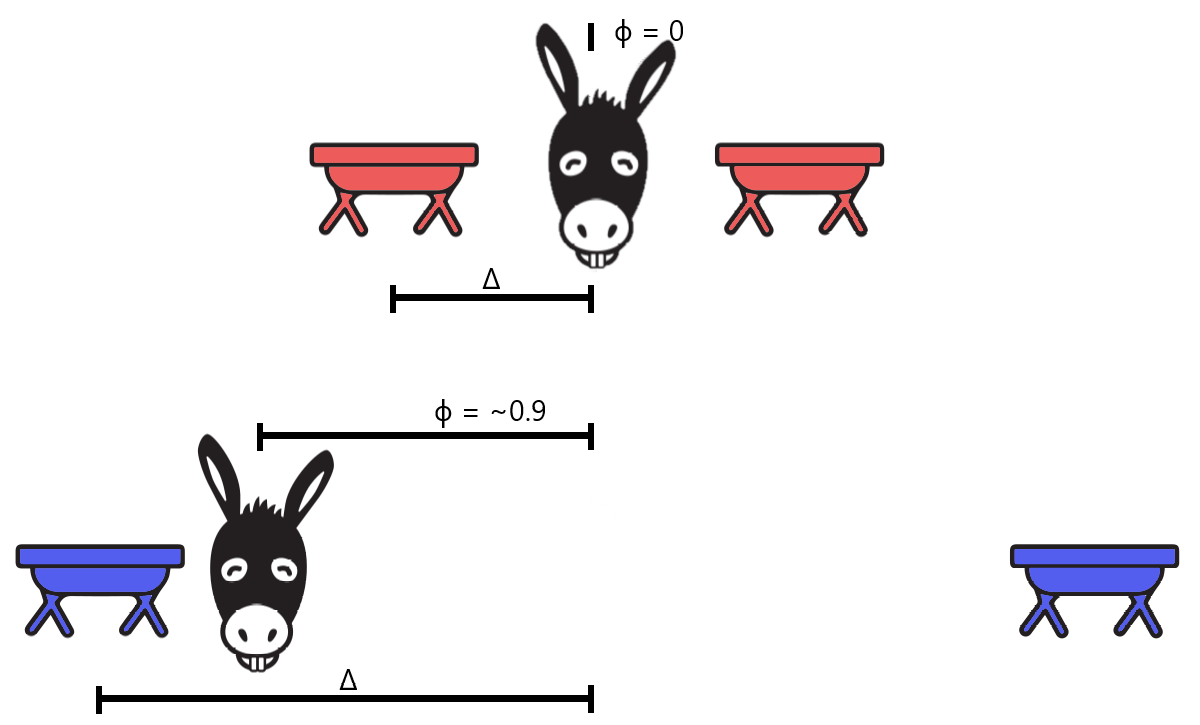 ϕ = 0
Δ
ϕ = ~0.9
Δ